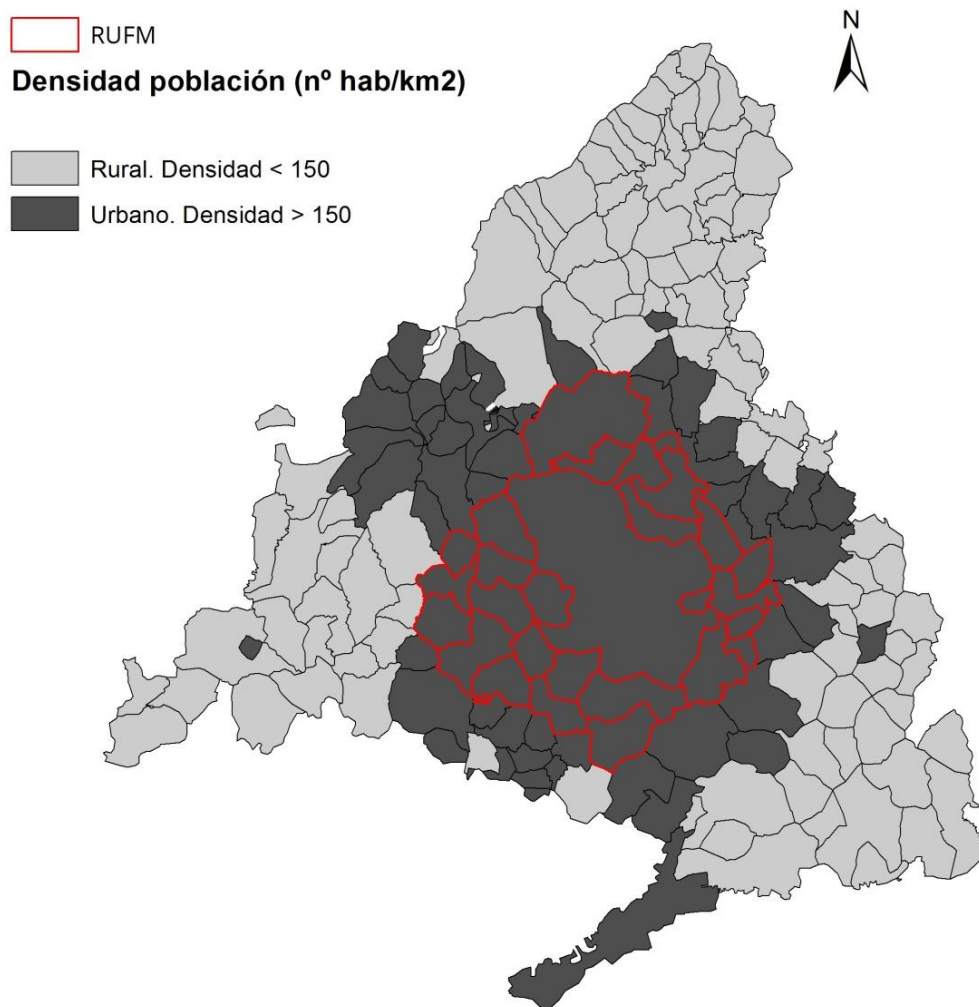 RUFM
Densidad población (nº hab/km2)
Rural. Densidad < 150
Urbano. Densidad > 150
N